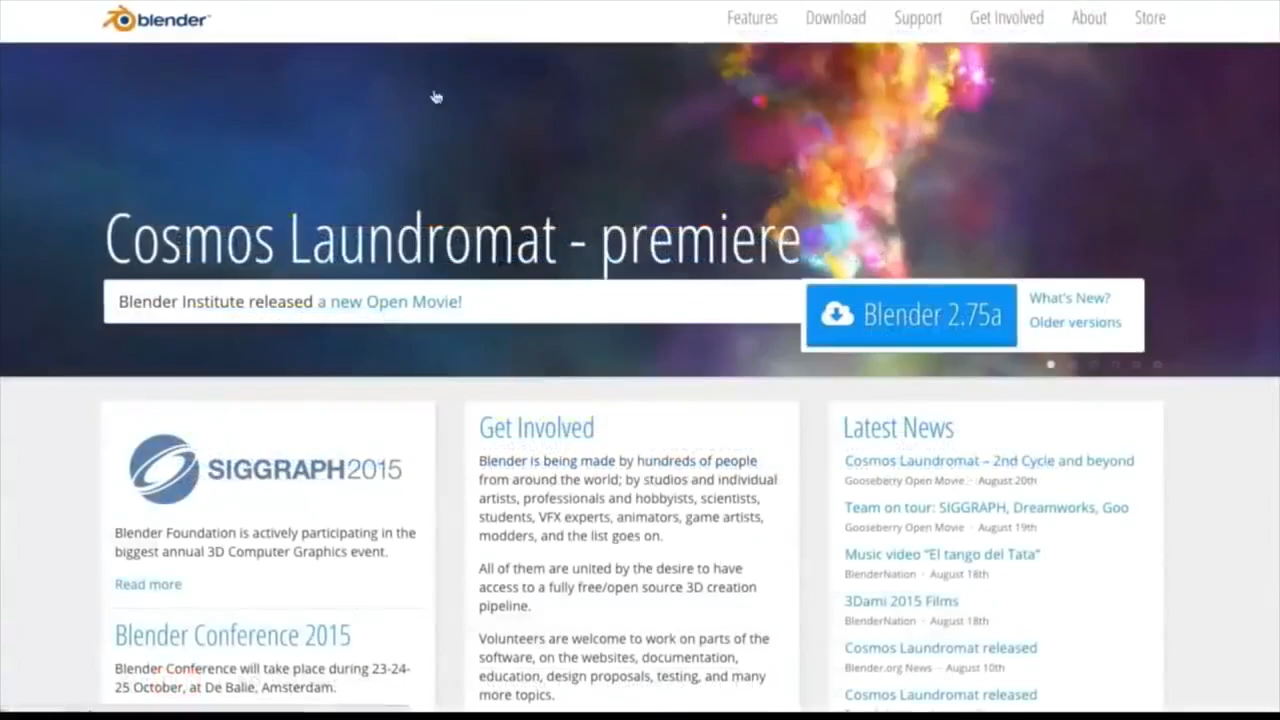 blender
Features Download Support Get Involved About Store
Cosmos Laundromat - premiere
Blender Institute released a new Open Movie!
Blender 2.75a
What's New?
Older versions
SIGGRAPH2015
Blender Foundation is actively participating in the
biggest annual 3D Computer Graphics event.
Read more
Blender Conference 2015
Blender Conference will take place during 23-24-
25 October, at De Balie, Amsterdam.
Get Involved
Blender is being made by hundreds of people
from around the world; by studios and individual
artists, professionals and hobbyists, scientists,
students, VFX experts, animators, game artists,
modders, and the list goes on.
All of them are united by the desire to have
access to a fully free/open source 3D creation
pipeline.
Volunteers are welcome to work on parts of the
software, on the websites, documentation,
education, design proposals, testing, and many
more topics.
Latest News
Cosmos Laundromat – 2nd Cycle and beyond
Gooseberry Open Movie · August 20th
Team on tour: SIGGRAPH, Dreamworks, Goo
Gooseberry Open Movie · August 19th
Music video “El tango del Tata”
BlenderNation · August 18th
3Dami 2015 Films
BlenderNation · August 18th
Cosmos Laundromat released
Blender.org News · August 10th
Cosmos Laundromat released